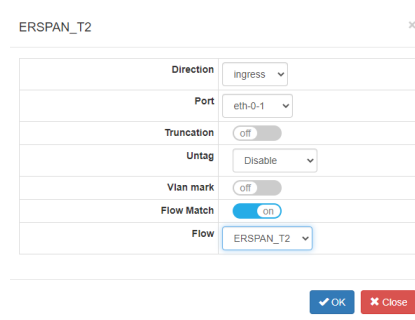 ERSPAN_T2 ×
Direction ingress
Port eth-0-1
Truncation off
Untag Disable
Vlan mark off
Flow Match on
Flow ERSPAN_T2
✔OK ✖ Close